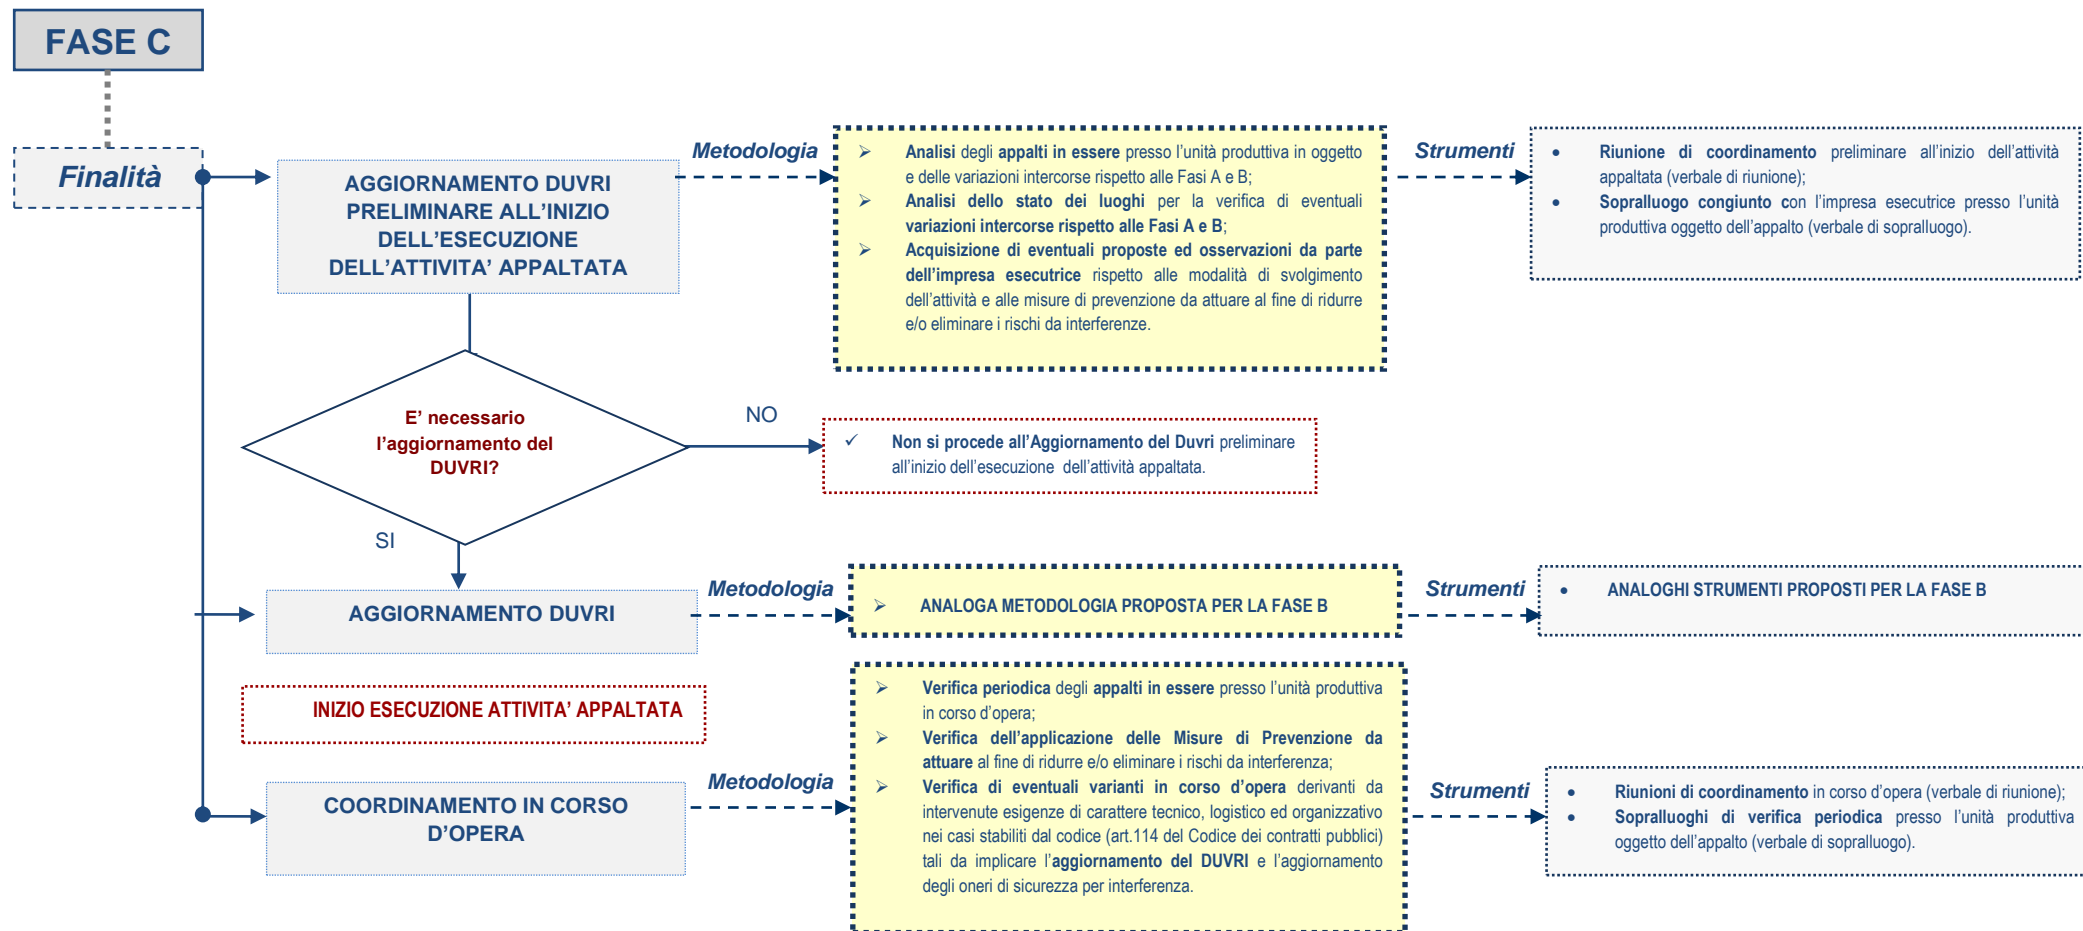 FASE C
Finalità
AGGIORNAMENTO DUVRI
PRELIMINARE ALL’INIZIO
DELL’ESECUZIONE
DELL’ATTIVITA’ APPALTATA
Metodologia
➢ Analisi degli appalti in essere presso l’unità produttiva in oggetto
e delle variazioni intercorse rispetto alle Fasi A e B;
➢ Analisi dello stato dei luoghi per la verifica di eventuali
variazioni intercorse rispetto alle Fasi A e B;
➢ Acquisizione di eventuali proposte ed osservazioni da parte
dell’impresa esecutrice rispetto alle modalità di svolgimento
dell’attività e alle misure di prevenzione da attuare al fine di ridurre
e/o eliminare i rischi da interferenze.
Strumenti
• Riunione di coordinamento preliminare all’inizio dell’attività
appaltata (verbale di riunione);
• Sopralluogo congiunto con l’impresa esecutrice presso l’unità
produttiva oggetto dell’appalto (verbale di sopralluogo).
E’ necessario
l’aggiornamento del
DUVRI?
NO
✓ Non si procede all’Aggiornamento del Duvri preliminare
all’inizio dell’esecuzione dell’attività appaltata.
SI
AGGIORNAMENTO DUVRI
Metodologia
➢ ANALOGA METODOLOGIA PROPOSTA PER LA FASE B
Strumenti
• ANALOGHI STRUMENTI PROPOSTI PER LA FASE B
INIZIO ESECUZIONE ATTIVITA’ APPALTATA
COORDINAMENTO IN CORSO
D’OPERA
Metodologia
➢ Verifica periodica degli appalti in essere presso l’unità produttiva
in corso d’opera;
➢ Verifica dell’applicazione delle Misure di Prevenzione da
attuare al fine di ridurre e/o eliminare i rischi da interferenza;
➢ Verifica di eventuali varianti in corso d’opera derivanti da
intervenute esigenze di carattere tecnico, logistico ed organizzativo
nei casi stabiliti dal codice (art.114 del Codice dei contratti pubblici)
tali da implicare l’aggiornamento del DUVRI e l’aggiornamento
degli oneri di sicurezza per interferenza.
Strumenti
• Riunioni di coordinamento in corso d’opera (verbale di riunione);
• Sopralluoghi di verifica periodica presso l’unità produttiva
oggetto dell’appalto (verbale di sopralluogo).